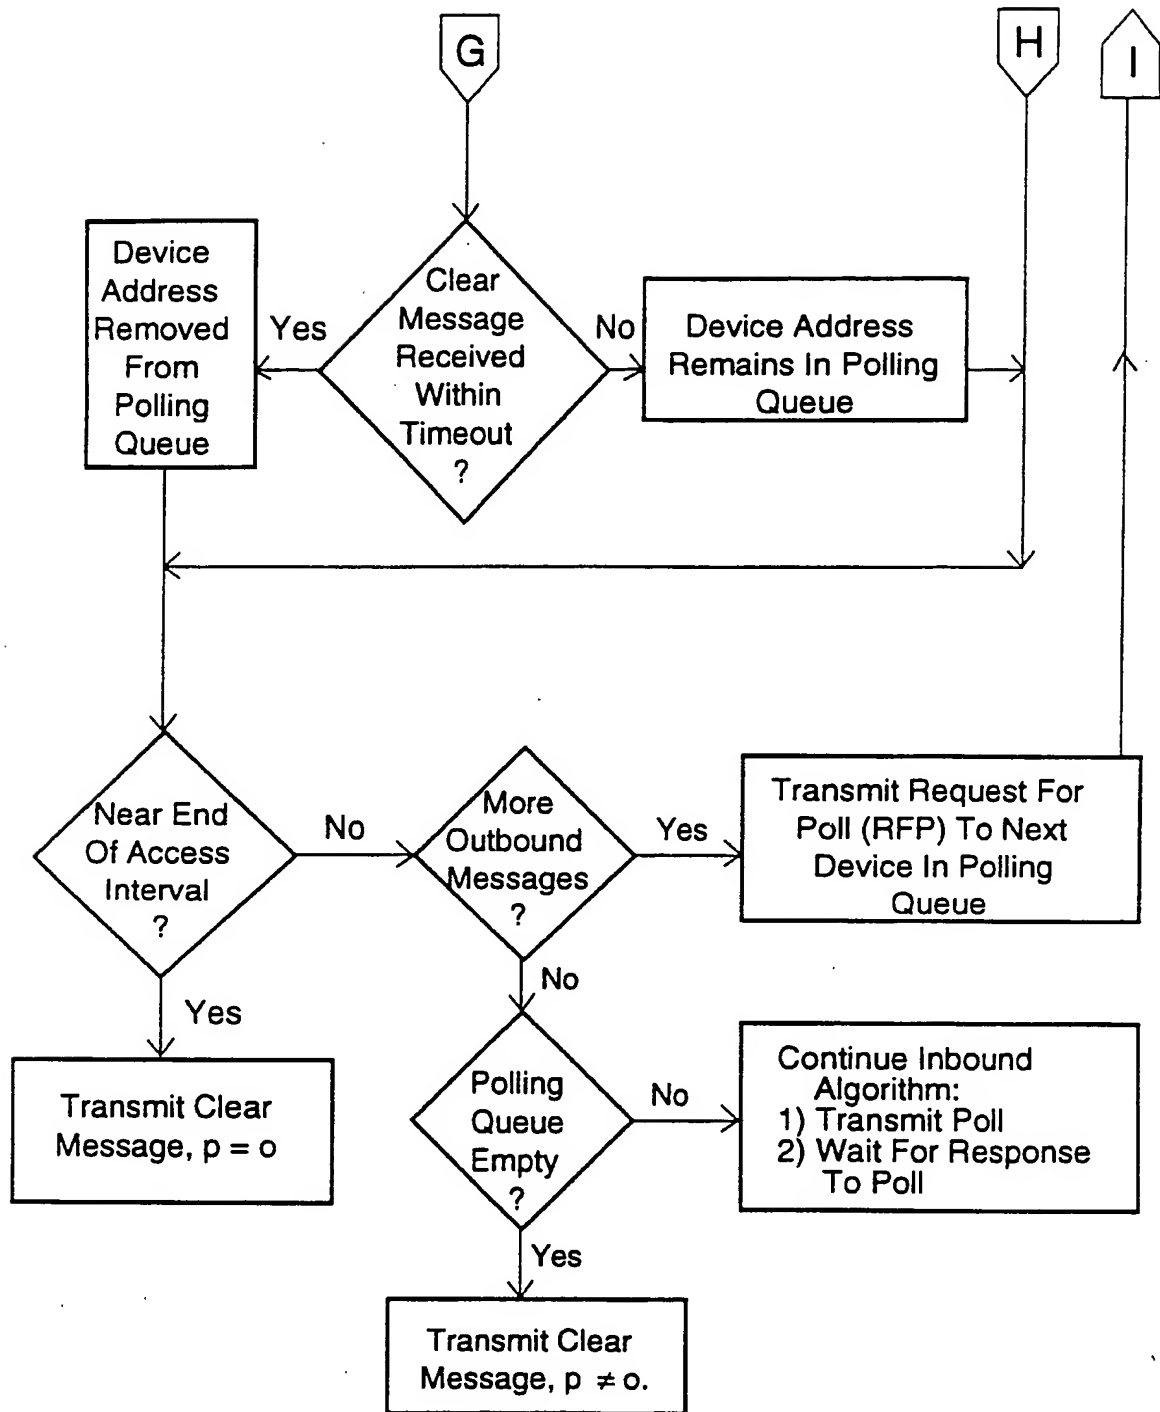 G
H
I
Device
Address
Removed
From
Polling
Queue
Yes
Clear
Message
Received
Within
Timeout
?
No
Device Address
Remains In Polling
Queue
Near End
Of Access
Interval
?
No
More
Outbound
Messages
?
Yes
Transmit Request For
Poll (RFP) To Next
Device In Polling
Queue
Yes
No
Transmit Clear
Message, p = o
Polling
Queue
Empty
?
No
Continue Inbound
Algorithm:
1) Transmit Poll
2) Wait For Response
To Poll
Yes
Transmit Clear
Message, p ≠ o.